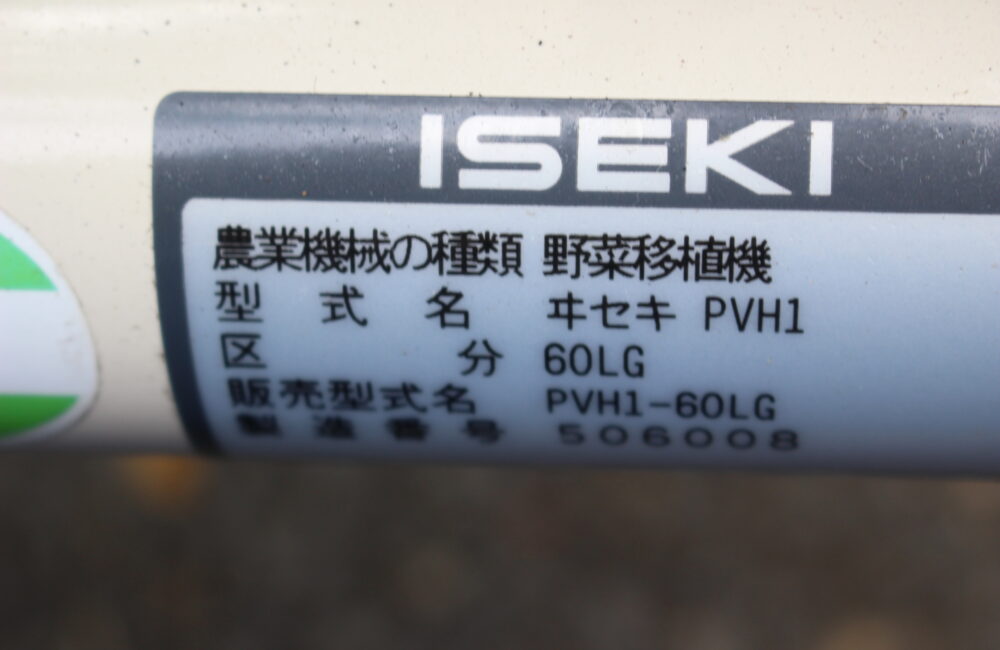 ISEKI
農業機械の種類 野菜移植機
型式名 ヰセキ PVH1
区分 60LG
販売型式名 PVH1-60LG
製造番号 506008